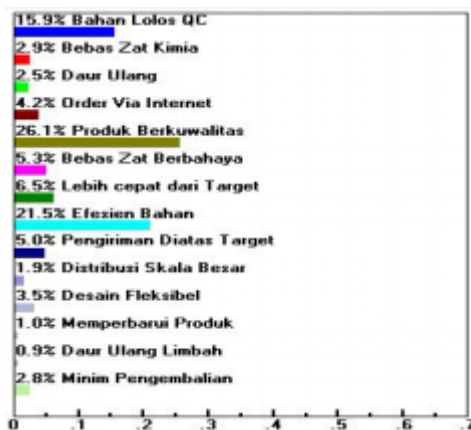 15.9% Bahan Lolos QC
2.9% Bebas Zat Kimia
2.5% Daur Ulang
4.2% Order Via Internet
26.1% Produk Berkuwalitas
5.3% Bebas Zat Berbahaya
6.5% Lebih cepat dari Target
21.5% Efesien Bahan
5.0% Pengiriman Diatas Target
1.9% Distribusi Skala Besar
3.5% Desain Fleksibel
1.0% Memperbarui Produk
0.9% Daur Ulang Limbah
2.8% Minim Pengembalian
0 .1 .2 .3 .4 .5 .6